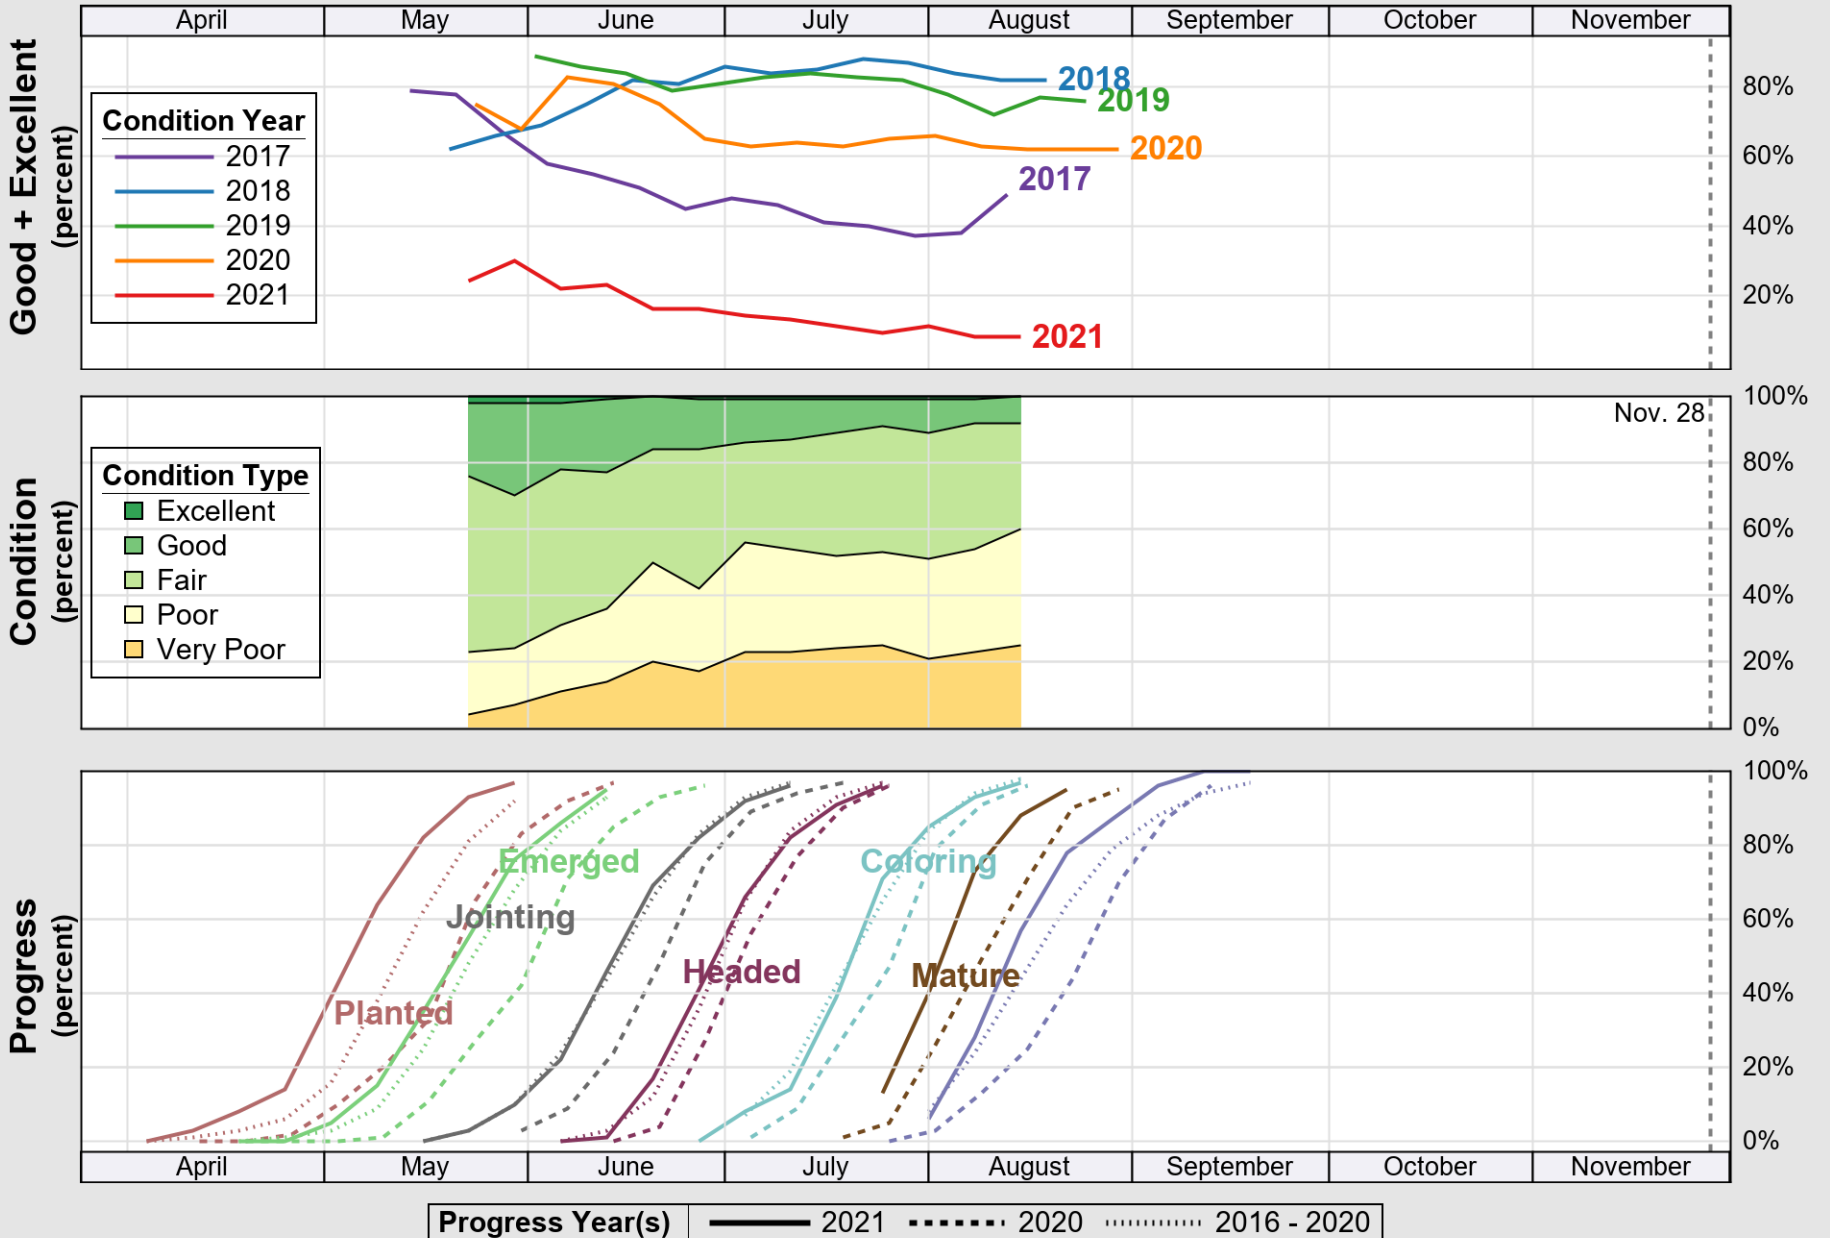 April May June July August September October November
Good + Excellent
(percent)
Condition Year
2017
2018
2019
2020
2021
2018
2019
2020
2017
2021
80%
60%
40%
20%
Condition
(percent)
Condition Type
Excellent
Good
Fair
Poor
Very Poor
Nov. 28
100%
80%
60%
40%
20%
0%
Progress
(percent)
Emerged
Coloring
Jointing
Headed
Mature
Planted
100%
80%
60%
40%
20%
0%
April May June July August September October November
Progress Year(s) 2021 2020 2016 - 2020